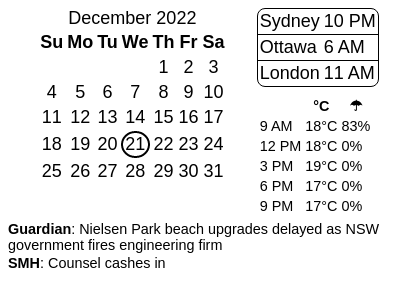 December 2022
Su Mo Tu We Th Fr Sa
1 2 3
4 5 6 7 8 9 10
11 12 13 14 15 16 17
18 19 20 21 22 23 24
25 26 27 28 29 30 31
Sydney 10 PM
Ottawa 6 AM
London 11 AM
°C ☂
9 AM 18°C 83%
12 PM 18°C 0%
3 PM 19°C 0%
6 PM 17°C 0%
9 PM 17°C 0%
Guardian: Nielsen Park beach upgrades delayed as NSW
government fires engineering firm
SMH: Counsel cashes in